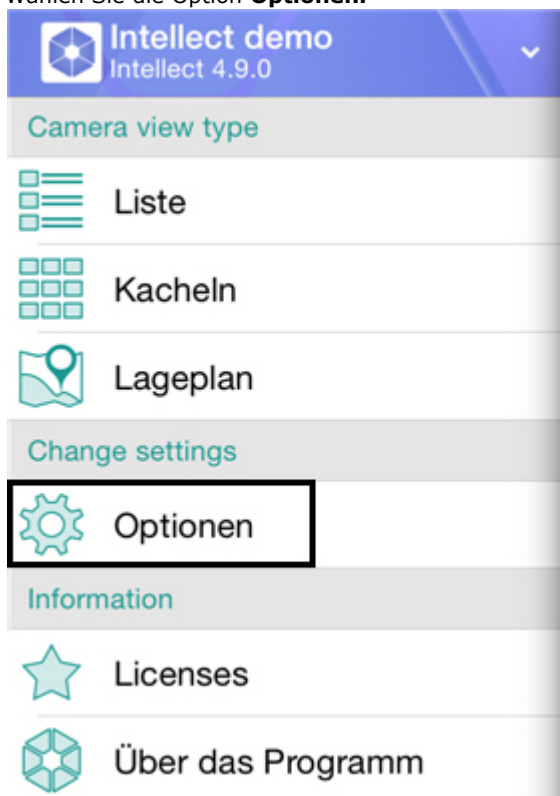 Wählen Sie die Option Optionen.
Intellect demo
Intellect 4.9.0
Camera view type
Liste
Kacheln
Lageplan
Change settings
Optionen
Information
Licenses
Über das Programm